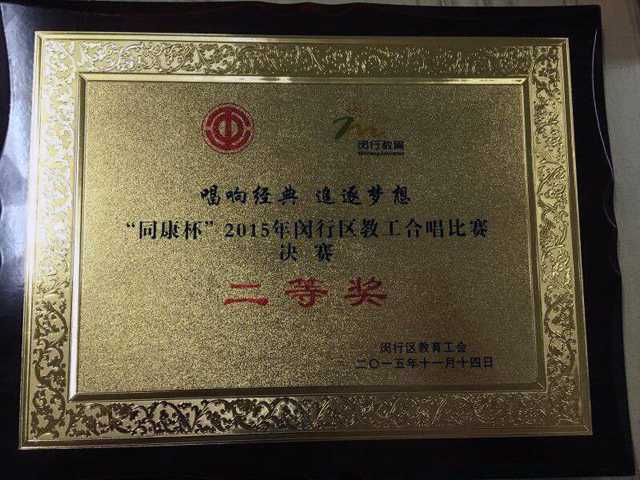 闵行教育
唱响经典 追逐梦想
“同康杯”2015年闵行区教工合唱比赛
决赛
二等奖
闵行区教育工会
二〇一五年十一月十四日